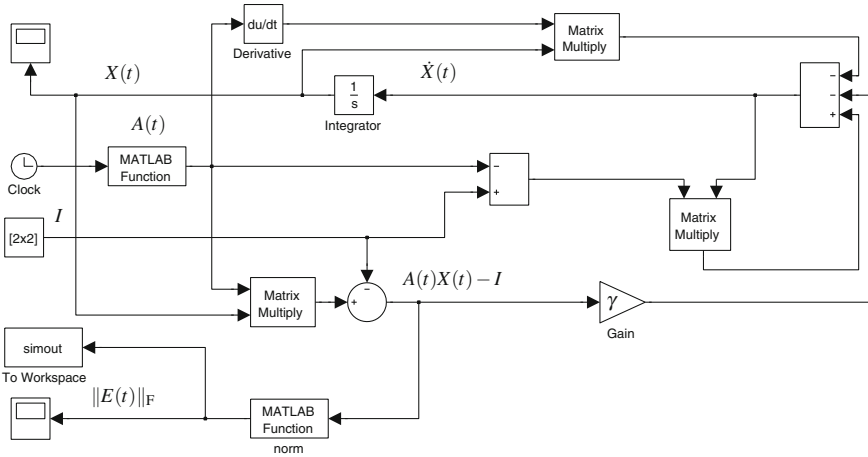 du/dt
Derivative
Matrix
Multiply
X(t)
Ẋ(t)
1
s
Integrator
−
−
+
A(t)
Clock
MATLAB
Function
−
+
Matrix
Multiply
I
[2x2]
Matrix
Multiply
−
+
A(t)X(t)−I
γ
Gain
simout
To Workspace
‖E(t)‖F
MATLAB
Function
norm